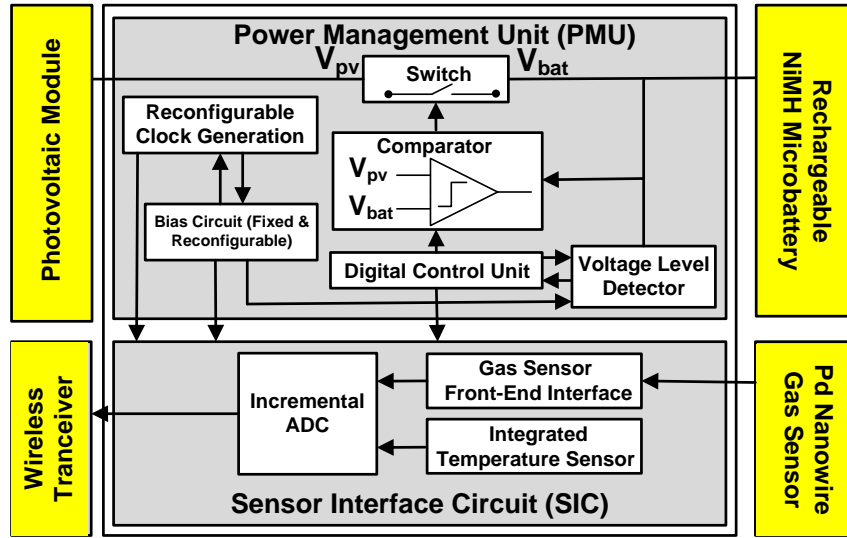 Power Management Unit (PMU)
Photovoltaic Module
Vpv
Vbat
Switch
Rechargeable
NiMH Microbattery
Reconfigurable
Clock Generation
Comparator
Vpv
Vbat
Bias Circuit (Fixed &
Reconfigurable)
Digital Control Unit
Voltage Level
Detector
Wireless
Tranceiver
Incremental
ADC
Gas Sensor
Front-End Interface
Integrated
Temperature Sensor
Pd Nanowire
Gas Sensor
Sensor Interface Circuit (SIC)